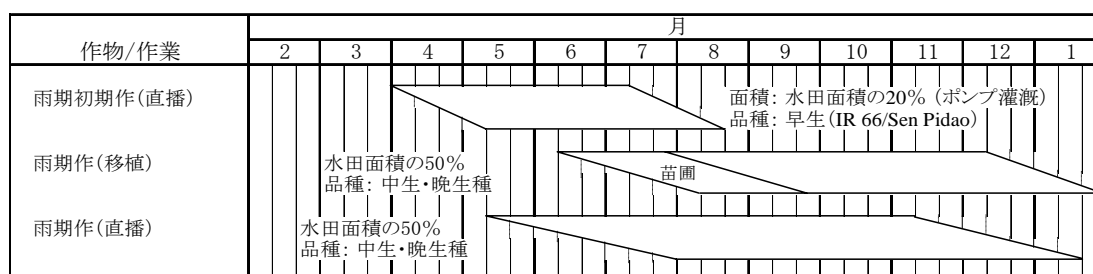 月
作物/作業
2 3 4 5 6 7 8 9 10 11 12 1
雨期初期作(直播)
面積: 水田面積の20% (ポンプ灌漑)
品種: 早生(IR 66/Sen Pidao)
雨期作(移植)
水田面積の50%
品種: 中生・晩生種
苗圃
雨期作(直播)
水田面積の50%
品種: 中生・晩生種